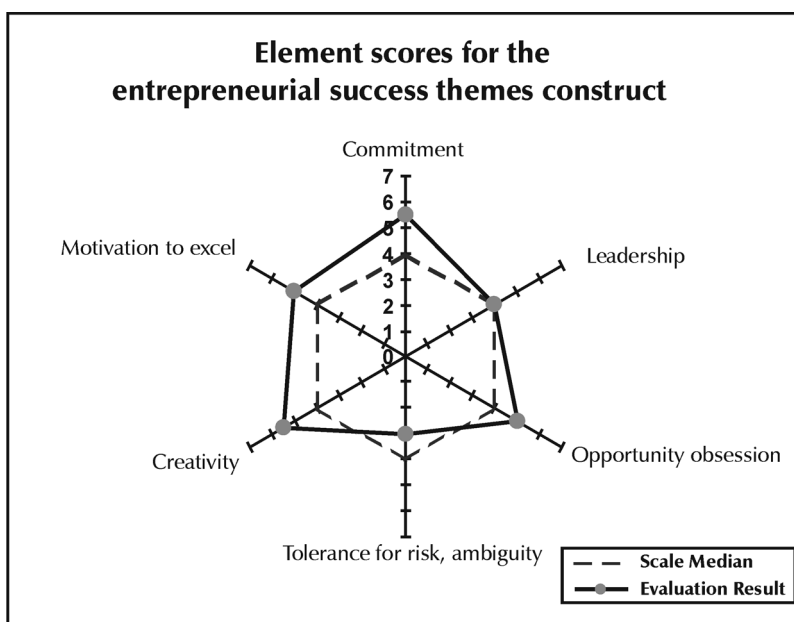 Element scores for the
entrepreneurial success themes construct
Commitment
7
6
5
4
3
2
1
0
Motivation to excel
Leadership
Creativity
Opportunity obsession
Tolerance for risk, ambiguity
Scale Median
Evaluation Result